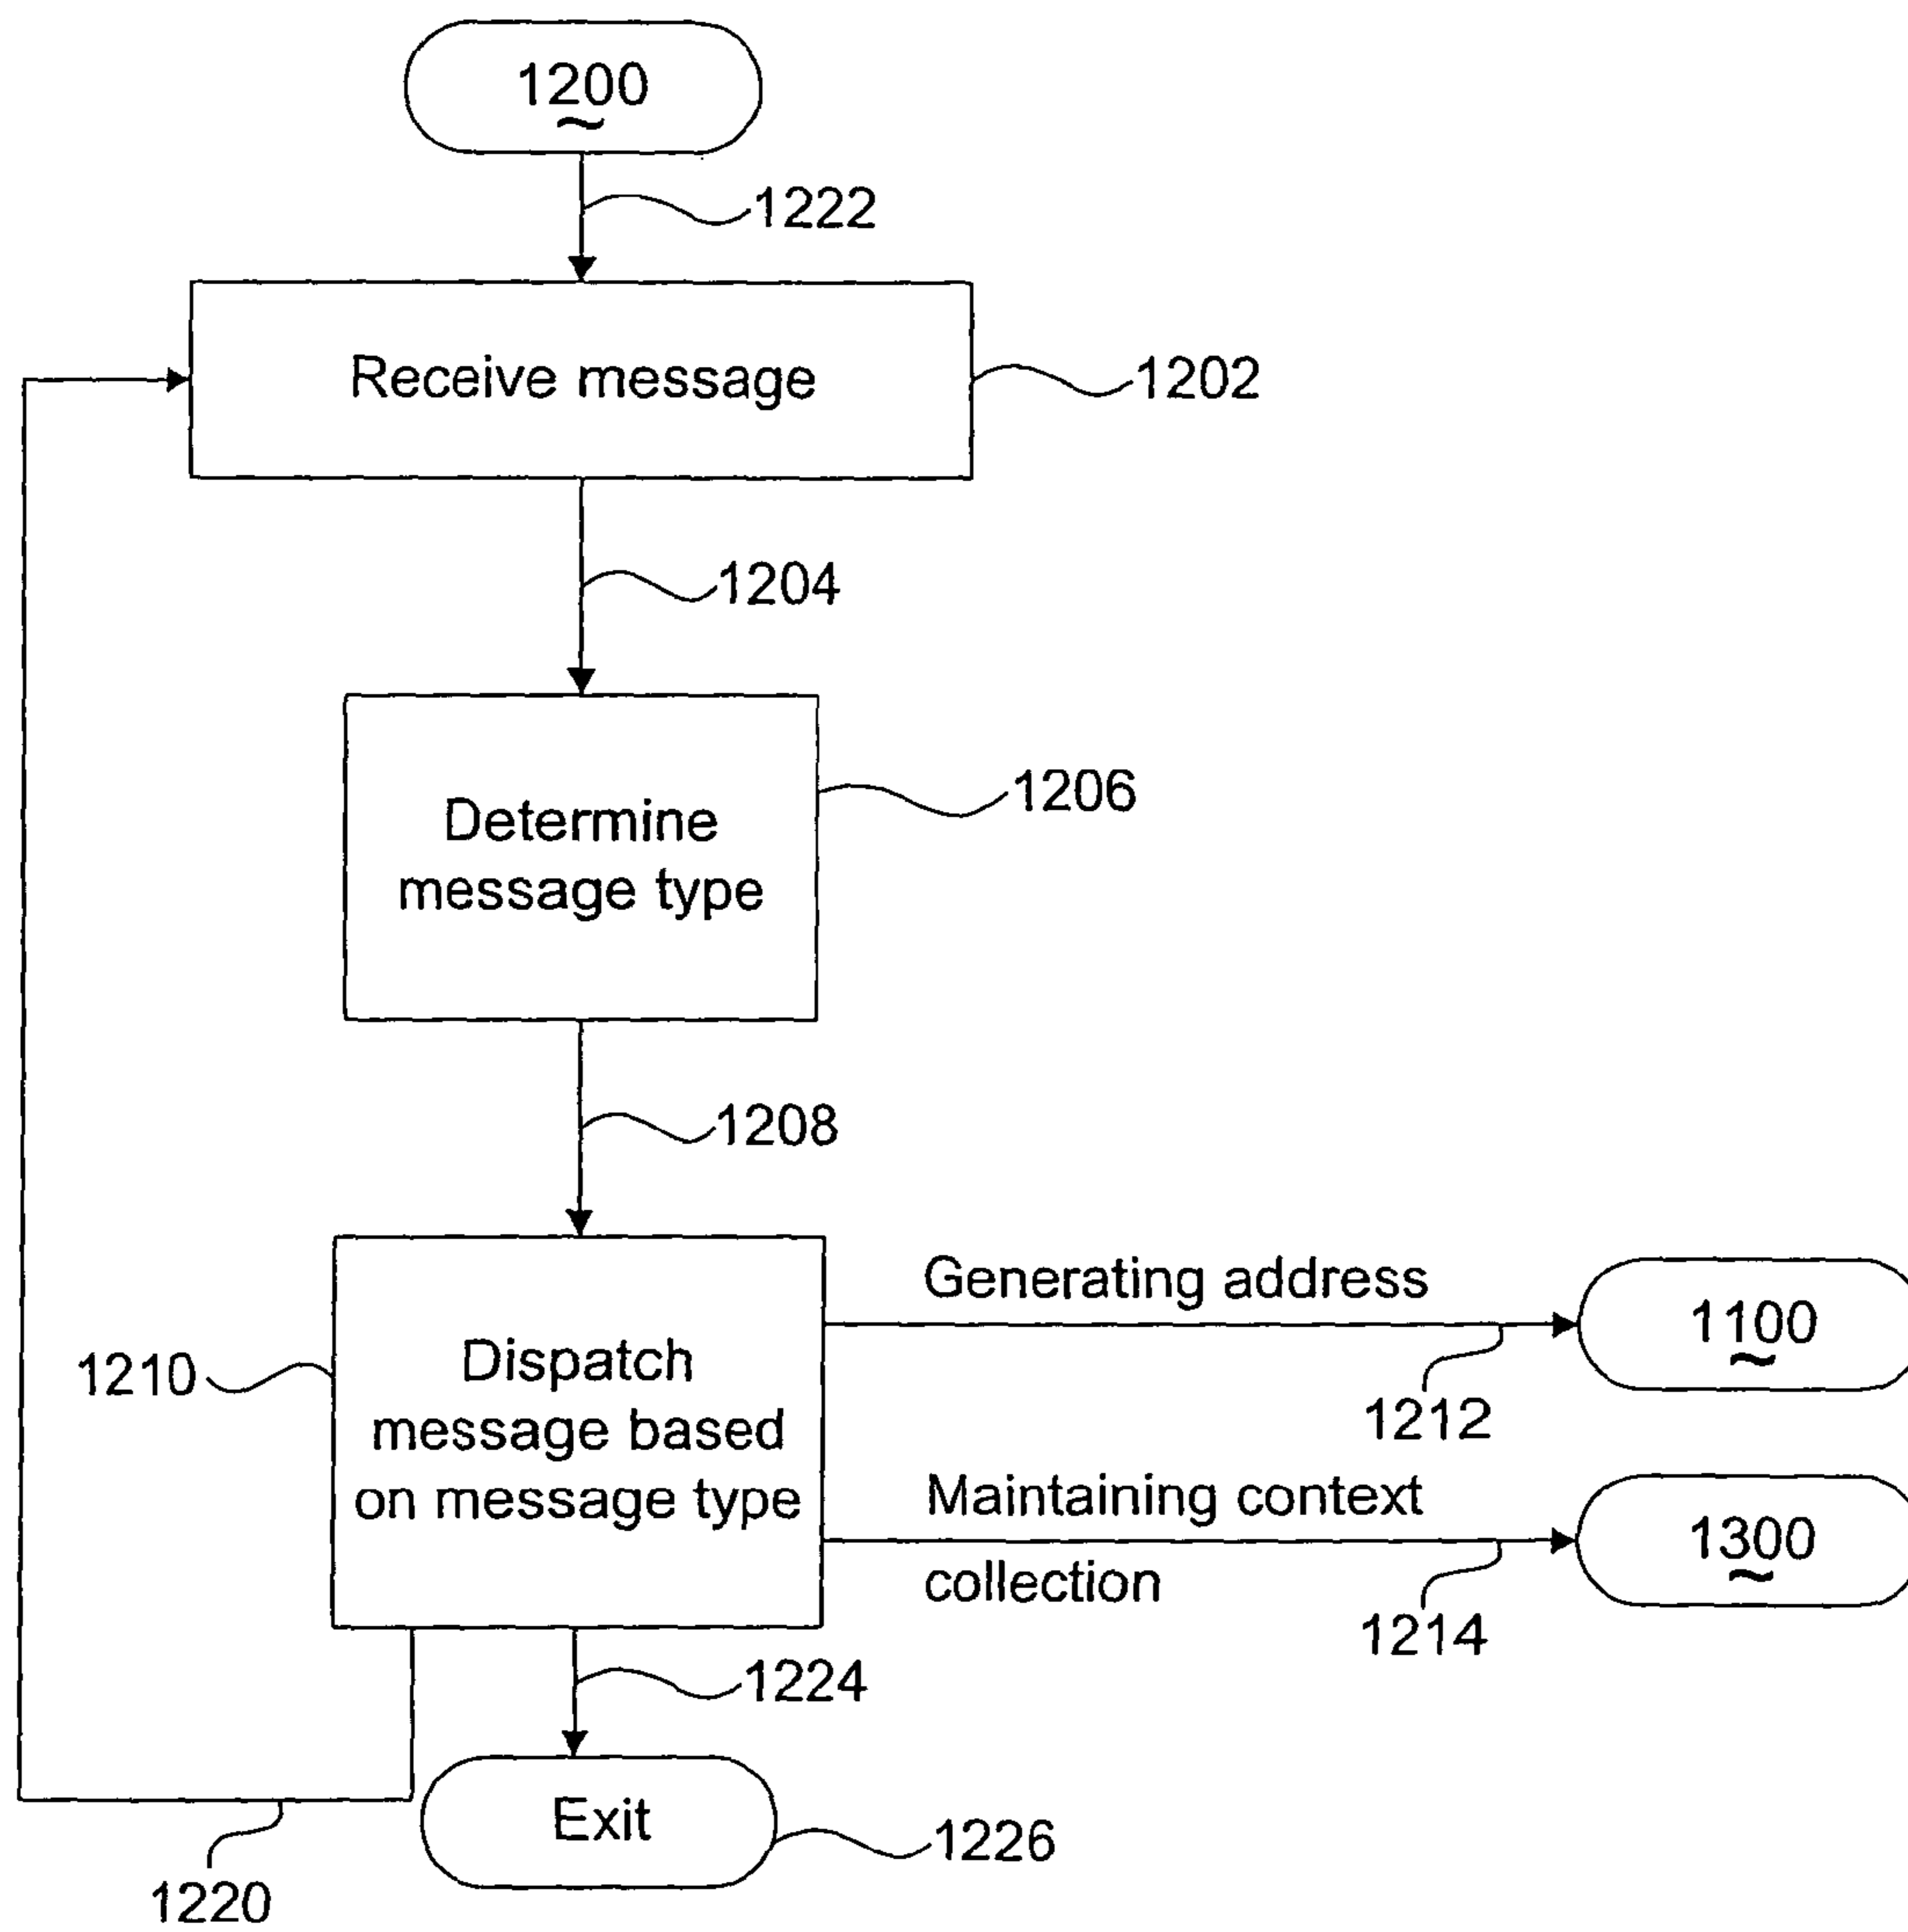 1200
1222
Receive message
1202
1204
Determine
message type
1206
1208
Dispatch
message based
on message type
1210
Generating address
1100
1212
Maintaining context
collection
1300
1214
1224
Exit
1226
1220